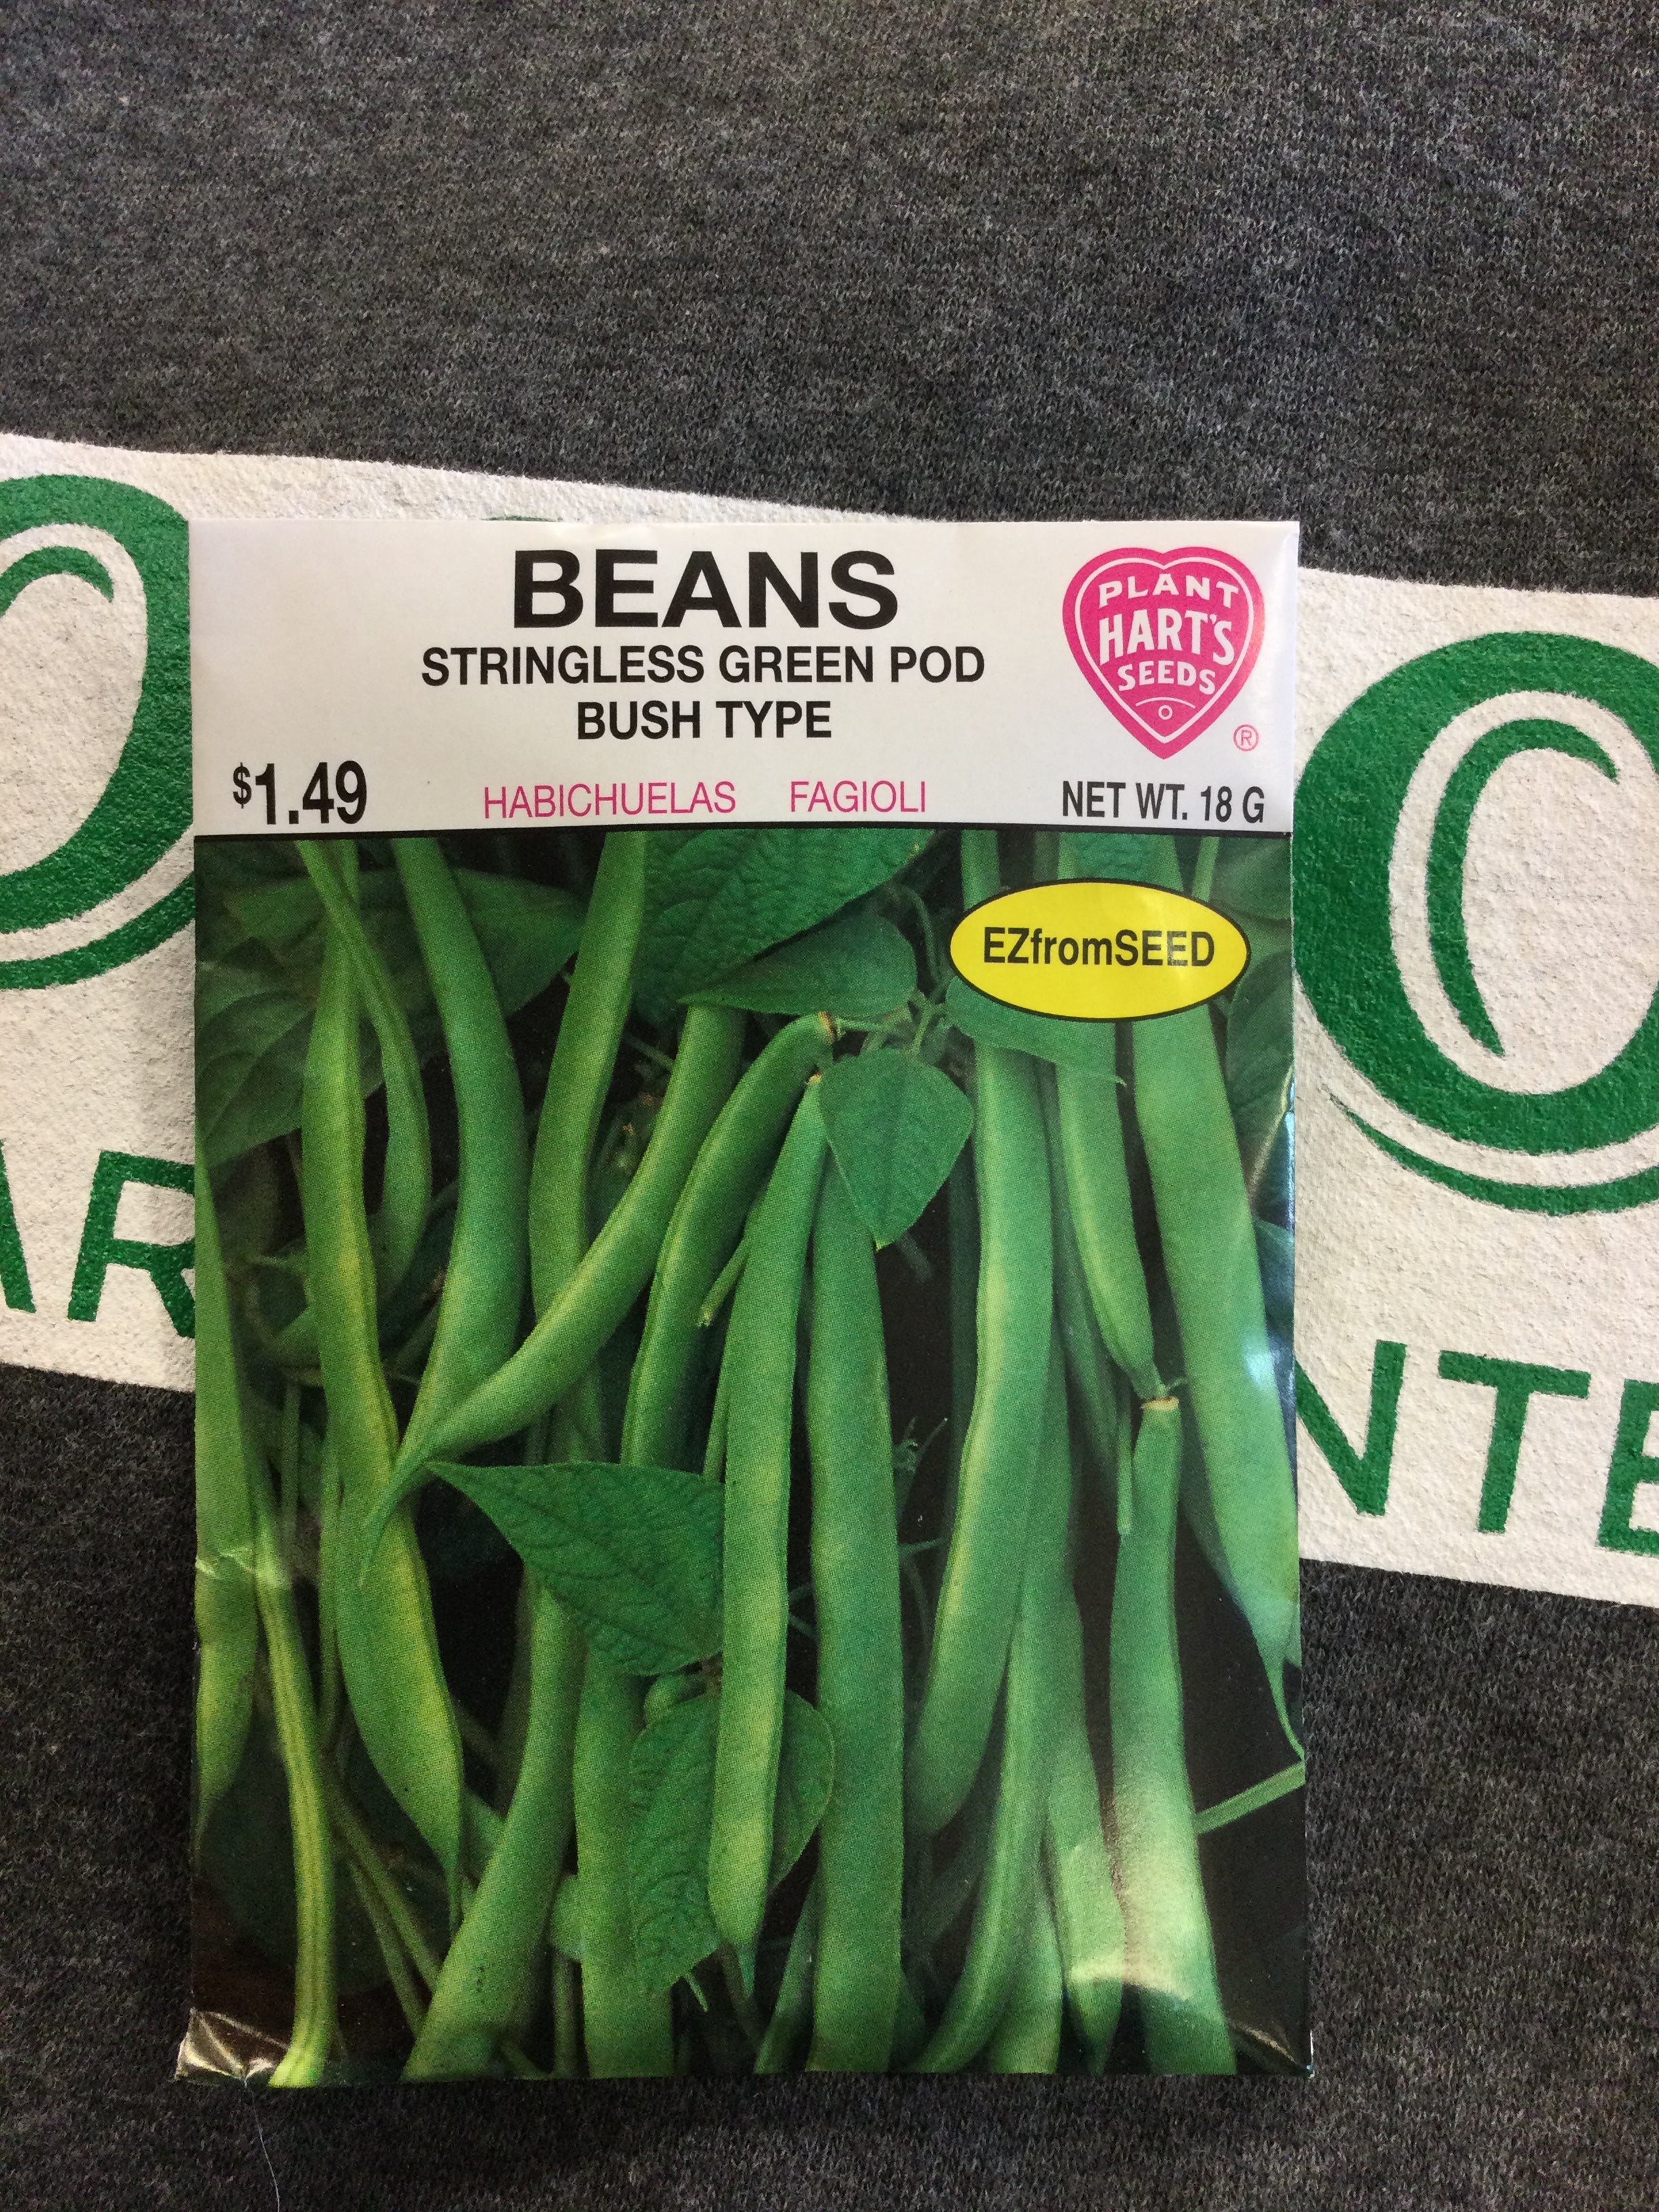 BEANS
STRINGLESS GREEN POD
BUSH TYPE
PLANT
HART'S
SEEDS
®
$1.49
HABICHUELAS FAGIOLI
NET WT. 18 G
EZfromSEED